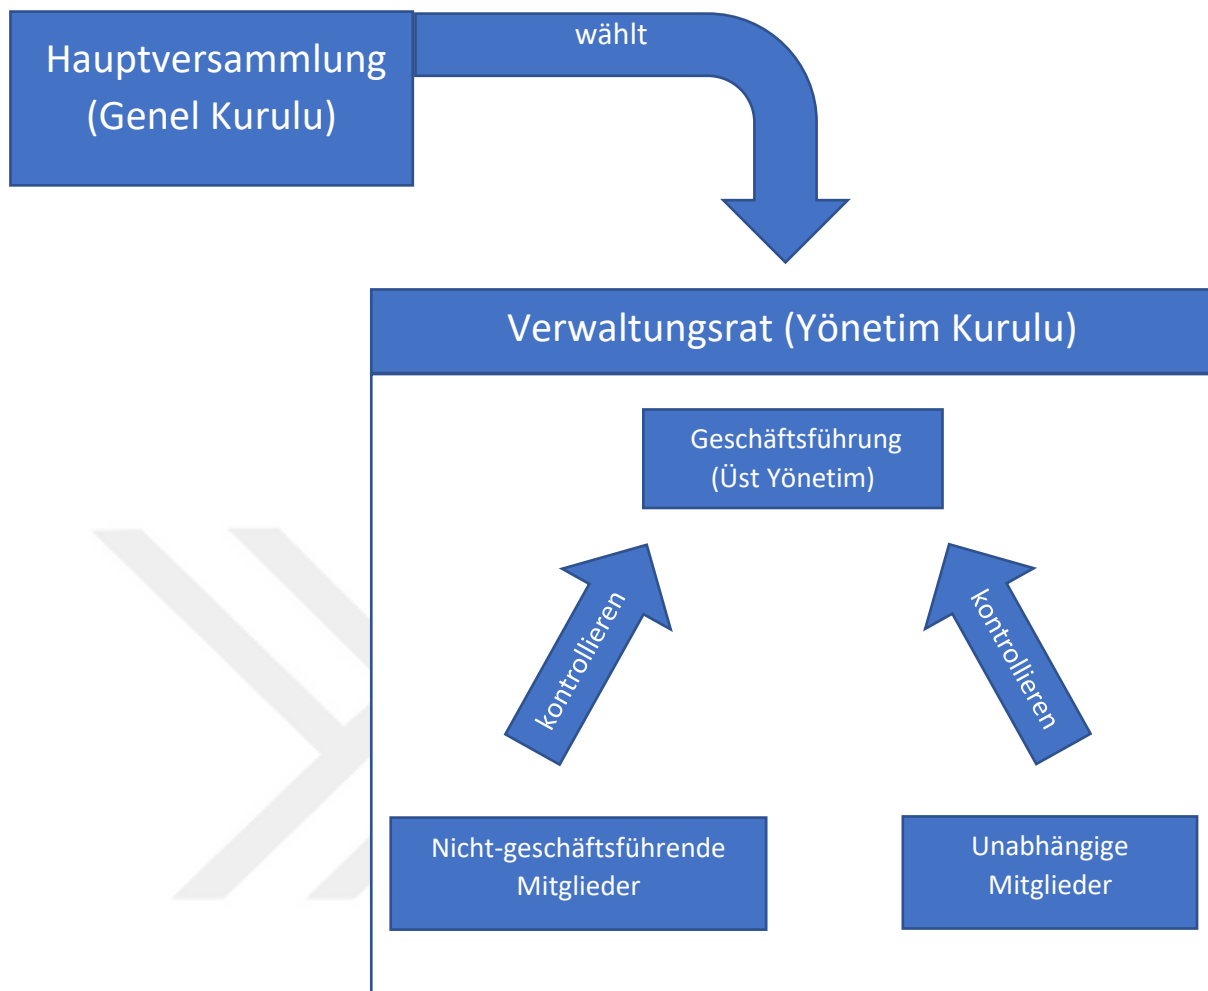 Hauptversammlung
(Genel Kurulu)
wählt
Verwaltungsrat (Yönetim Kurulu)
Geschäftsführung
(Üst Yönetim)
kontrollieren
kontrollieren
Nicht-geschäftsführende
Mitglieder
Unabhängige
Mitglieder